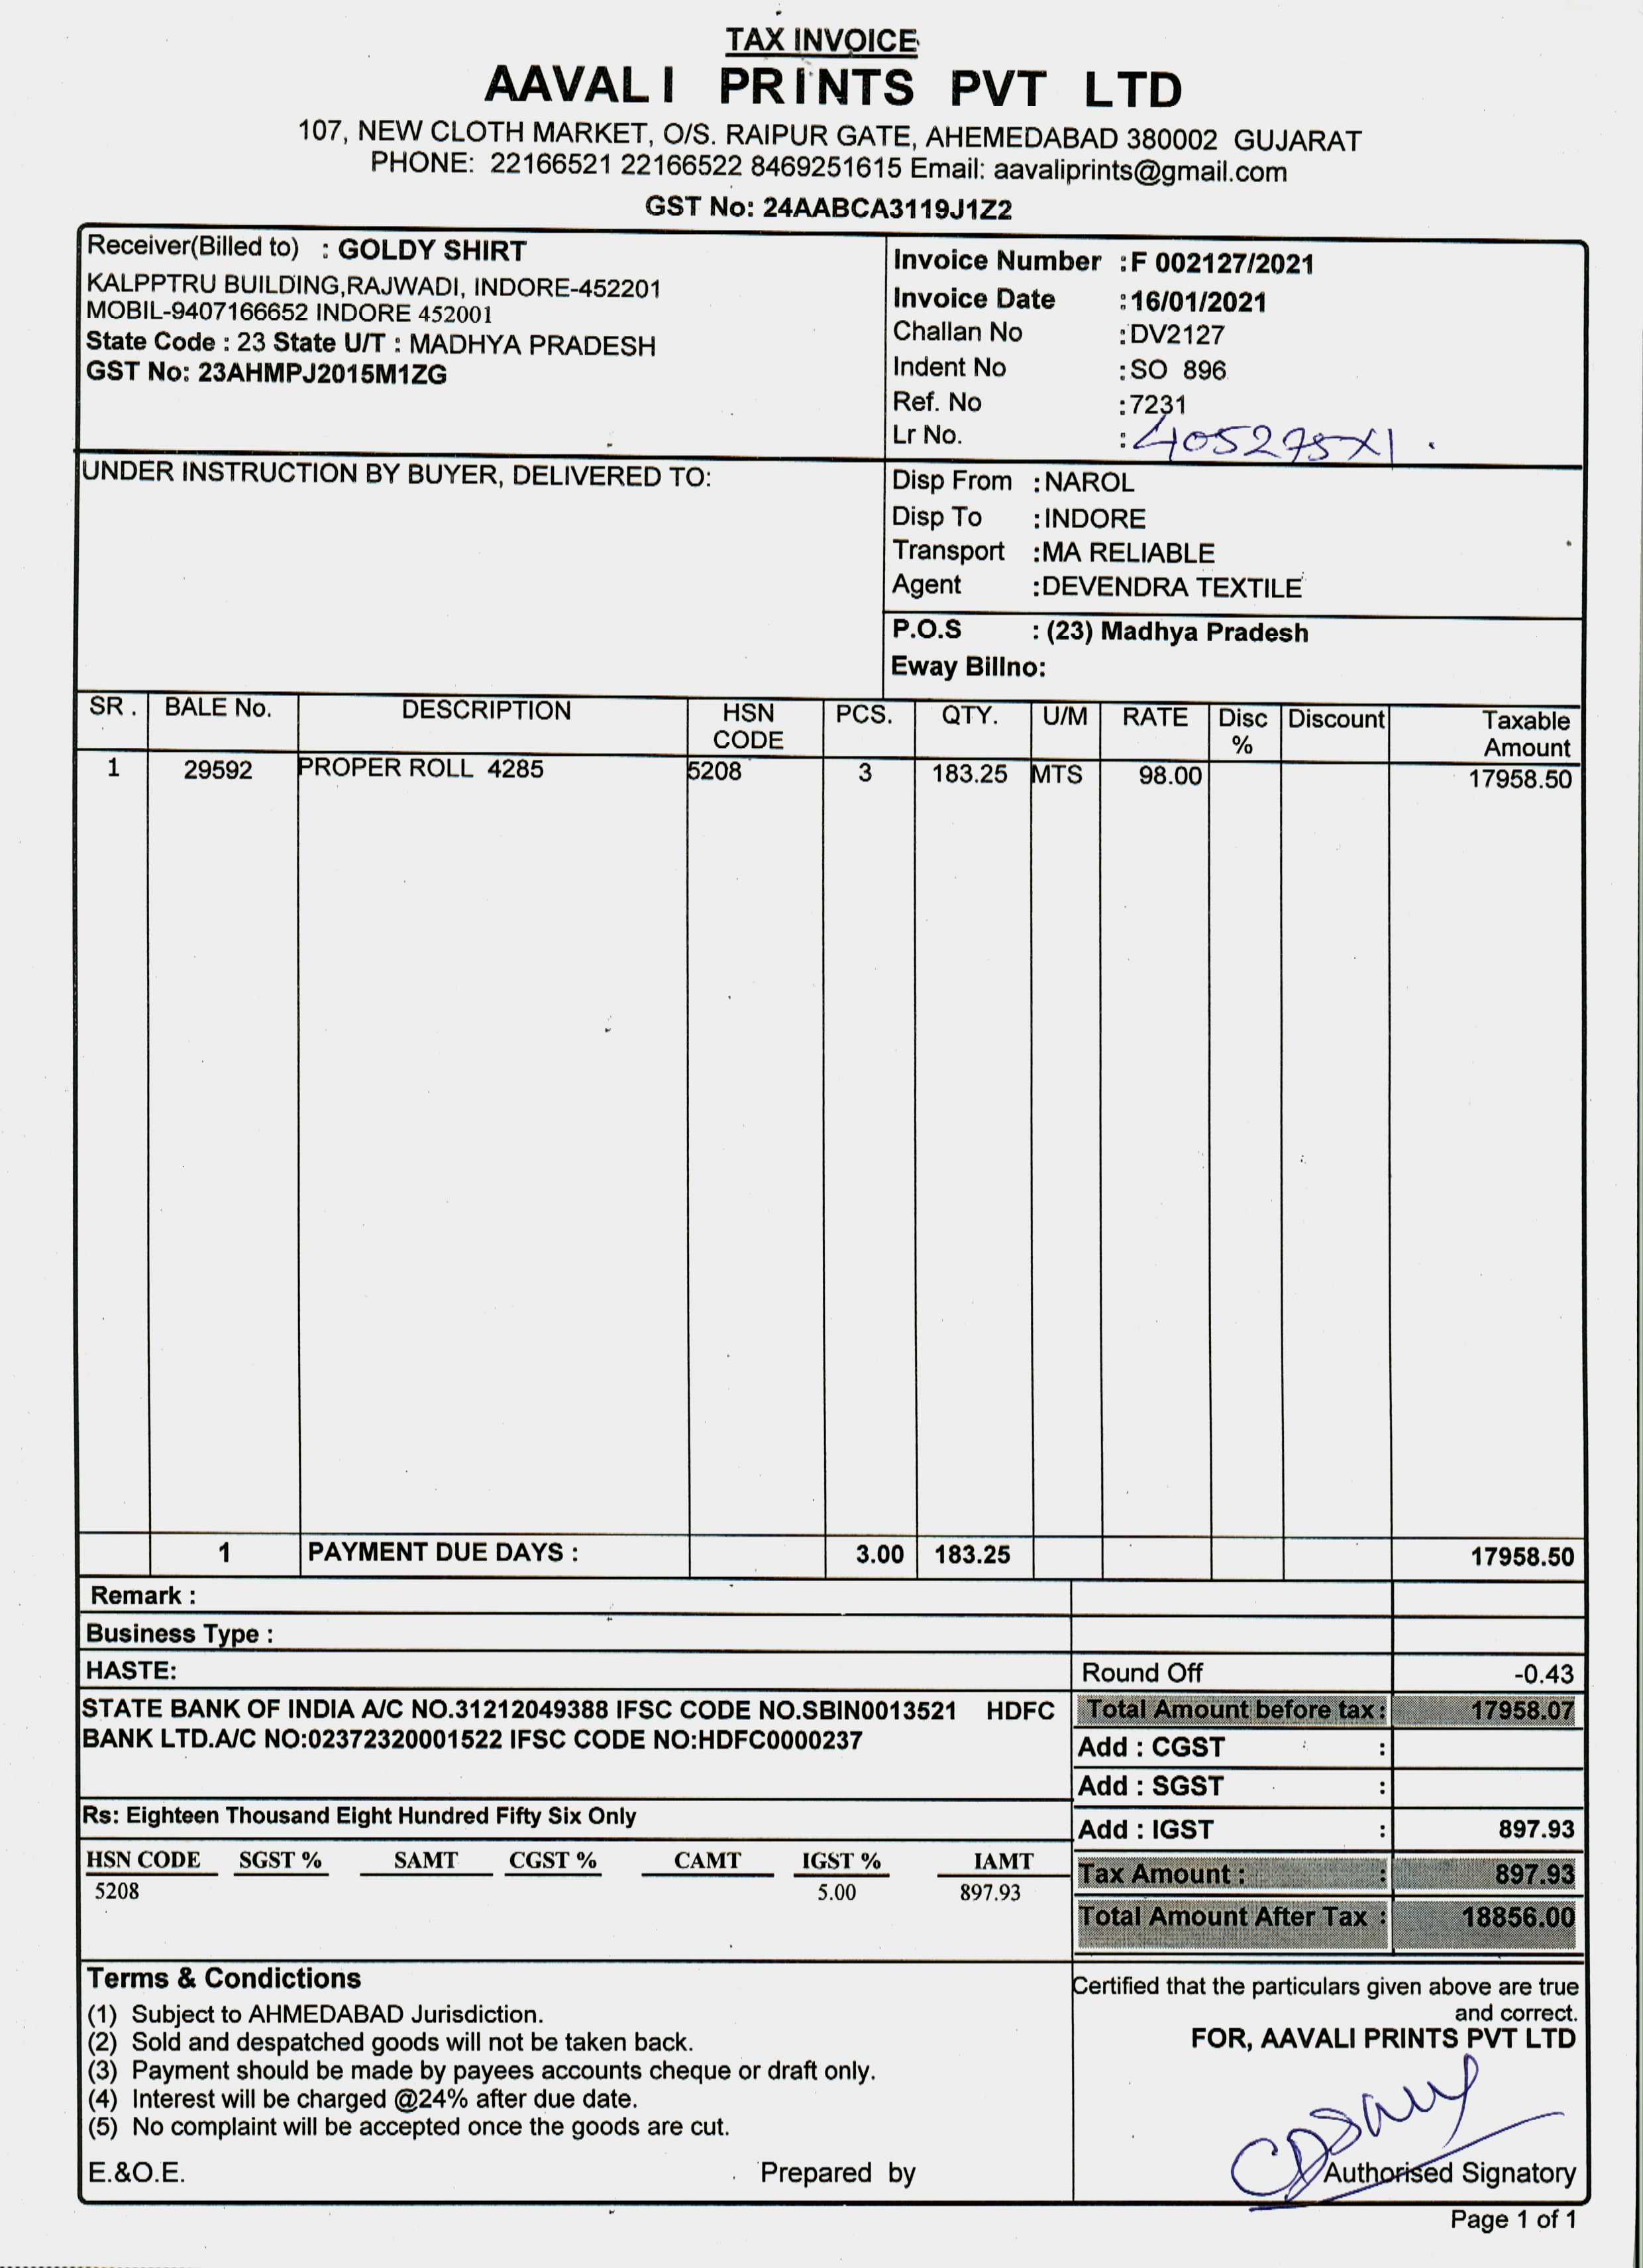 TAX INVOICE
AAVALI PRINTS PVT LTD
107, NEW CLOTH MARKET, O/S. RAIPUR GATE, AHEMEDABAD 380002 GUJARAT
PHONE: 22166521 22166522 8469251615 Email: aavaliprints@gmail.com
GST No: 24AABCA3119J1Z2
Receiver(Billed to) : GOLDY SHIRT
KALPPTRU BUILDING,RAJWADI, INDORE-452201
MOBIL-9407166652 INDORE 452001
State Code : 23 State U/T : MADHYA PRADESH
GST No: 23AHMPJ2015M1ZG
Invoice Number : F 002127/2021
Invoice Date : 16/01/2021
Challan No : DV2127
Indent No : SO 896
Ref. No : 7231
Lr No. : 405275X1.
UNDER INSTRUCTION BY BUYER, DELIVERED TO:
Disp From : NAROL
Disp To : INDORE
Transport : MA RELIABLE
Agent : DEVENDRA TEXTILE
P.O.S : (23) Madhya Pradesh
Eway Billno:
SR. BALE No. DESCRIPTION HSN CODE PCS. QTY. U/M RATE Disc % Discount Taxable Amount
1 29592 PROPER ROLL 4285 5208 3 183.25 MTS 98.00 17958.50
1 PAYMENT DUE DAYS : 3.00 183.25 17958.50
Remark :
Business Type :
HASTE:
Round Off -0.43
STATE BANK OF INDIA A/C NO.31212049388 IFSC CODE NO.SBIN0013521 HDFC
BANK LTD.A/C NO:02372320001522 IFSC CODE NO:HDFC0000237
Total Amount before tax: 17958.07
Add : CGST :
Add : SGST :
Rs: Eighteen Thousand Eight Hundred Fifty Six Only
Add : IGST : 897.93
HSN CODE SGST % SAMT CGST % CAMT IGST % IAMT
5208 5.00 897.93
Tax Amount : : 897.93
Total Amount After Tax : 18856.00
Terms & Condictions
(1) Subject to AHMEDABAD Jurisdiction.
(2) Sold and despatched goods will not be taken back.
(3) Payment should be made by payees accounts cheque or draft only.
(4) Interest will be charged @24% after due date.
(5) No complaint will be accepted once the goods are cut.
E.&O.E.
Prepared by
Certified that the particulars given above are true
and correct.
FOR, AAVALI PRINTS PVT LTD
Authorised Signatory
Page 1 of 1